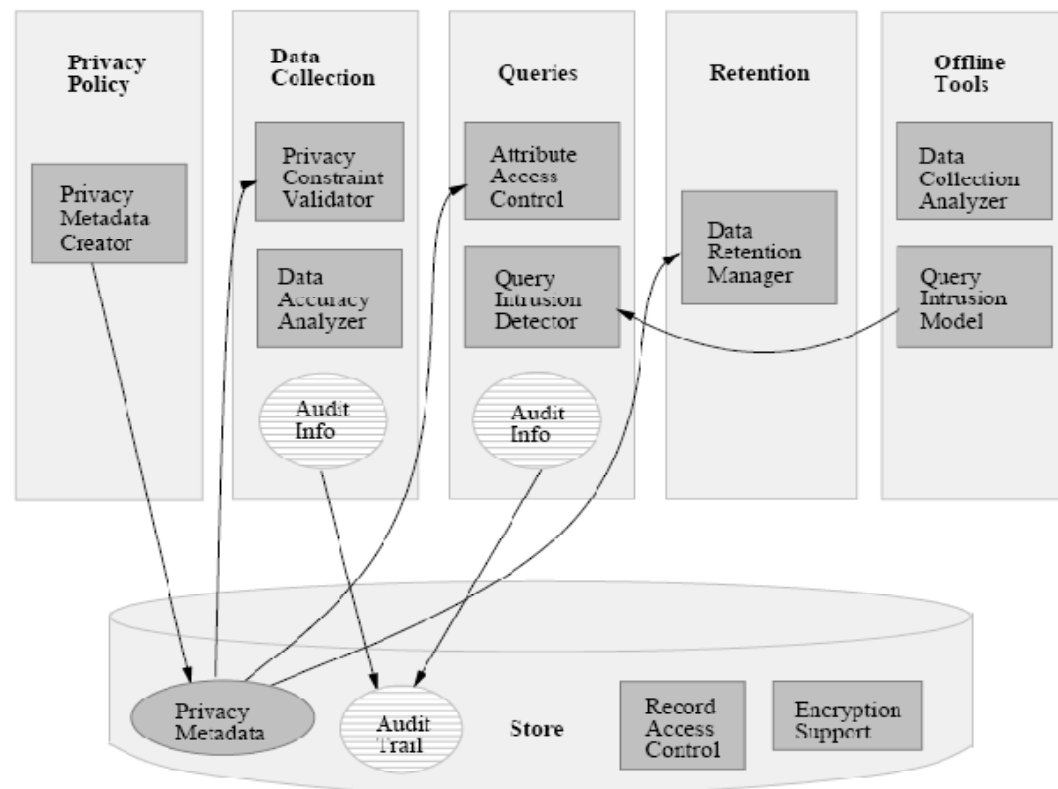 Privacy
Policy
Data
Collection
Queries
Retention
Offline
Tools
Privacy
Metadata
Creator
Privacy
Constraint
Validator
Data
Accuracy
Analyzer
Audit
Info
Attribute
Access
Control
Query
Intrusion
Detector
Audit
Info
Data
Retention
Manager
Data
Collection
Analyzer
Query
Intrusion
Model
Privacy
Metadata
Audit
Trail
Store
Record
Access
Control
Encryption
Support